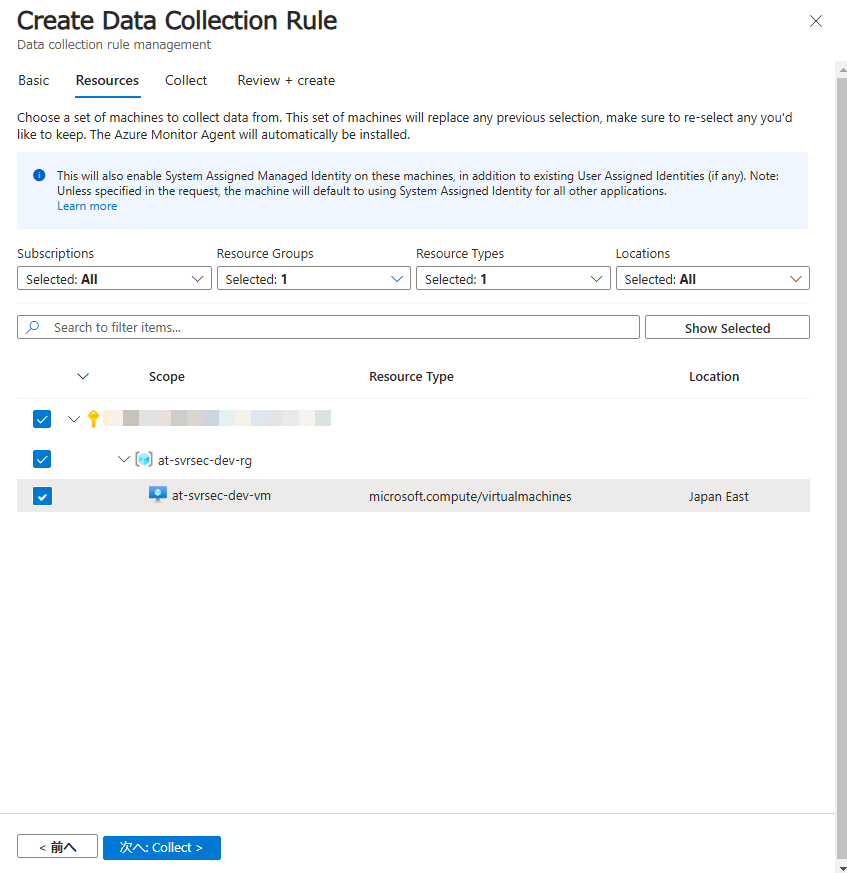 Create Data Collection Rule
Data collection rule management
Basic Resources Collect Review + create
Choose a set of machines to collect data from. This set of machines will replace any previous selection, make sure to re-select any you'd
like to keep. The Azure Monitor Agent will automatically be installed.
This will also enable System Assigned Managed Identity on these machines, in addition to existing User Assigned Identities (if any). Note:
Unless specified in the request, the machine will default to using System Assigned Identity for all other applications.
Learn more
Subscriptions Resource Groups Resource Types Locations
Selected: All Selected: 1 Selected: 1 Selected: All
Search to filter items... Show Selected
Scope Resource Type Location
at-svrsec-dev-rg
at-svrsec-dev-vm microsoft.compute/virtualmachines Japan East
< 前へ 次へ: Collect >